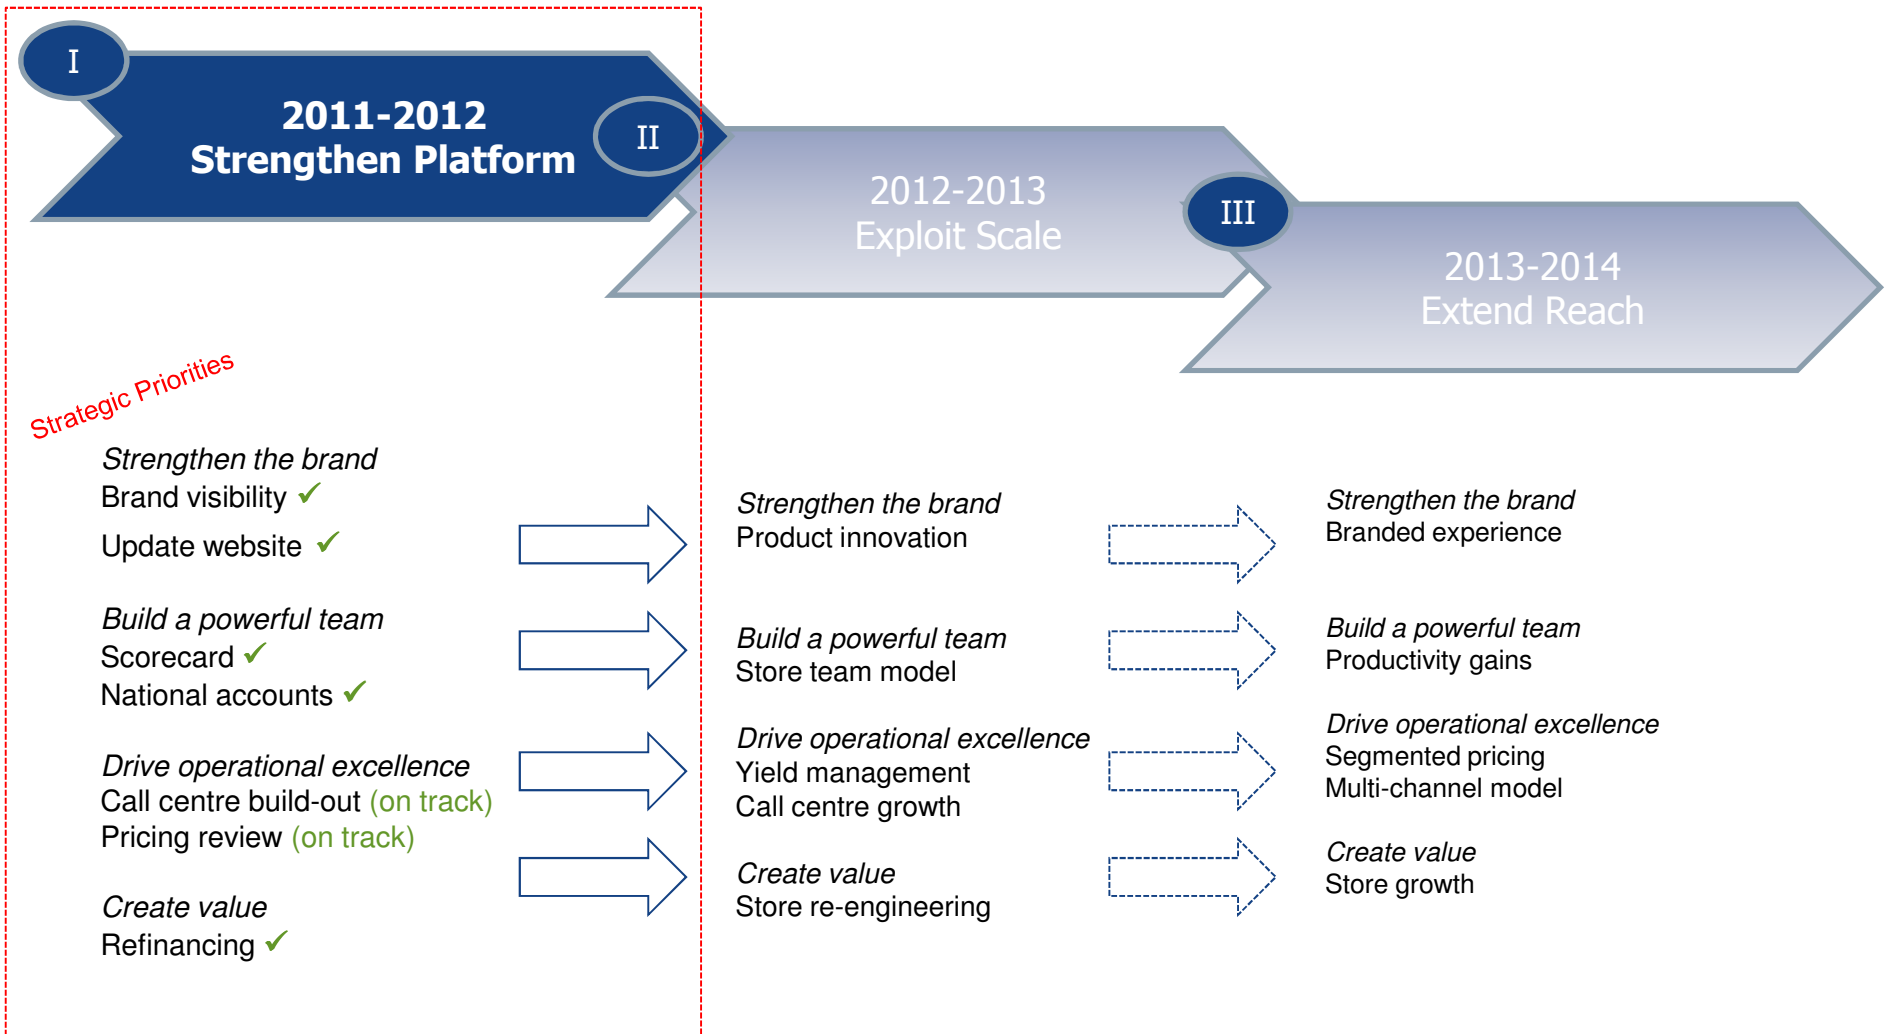 I
2011-2012
Strengthen Platform
II
2012-2013
Exploit Scale
III
2013-2014
Extend Reach
Strategic Priorities
Strengthen the brand
Brand visibility ✓
Update website ✓
Build a powerful team
Scorecard ✓
National accounts ✓
Drive operational excellence
Call centre build-out (on track)
Pricing review (on track)
Create value
Refinancing ✓
Strengthen the brand
Product innovation
Build a powerful team
Store team model
Drive operational excellence
Yield management
Call centre growth
Create value
Store re-engineering
Strengthen the brand
Branded experience
Build a powerful team
Productivity gains
Drive operational excellence
Segmented pricing
Multi-channel model
Create value
Store growth